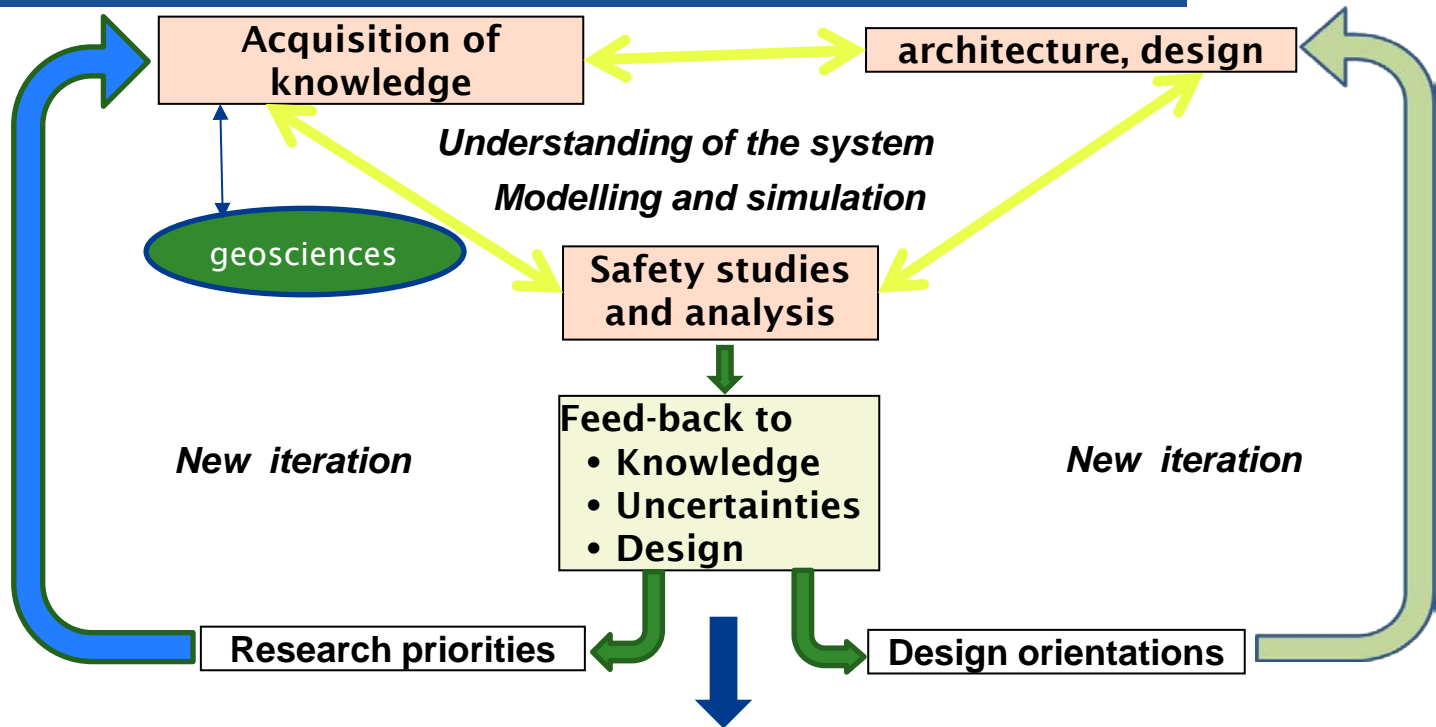 Acquisition of
knowledge
architecture, design
Understanding of the system
Modelling and simulation
geosciences
Safety studies
and analysis
Feed-back to
• Knowledge
• Uncertainties
• Design
New iteration
New iteration
Research priorities
Design orientations